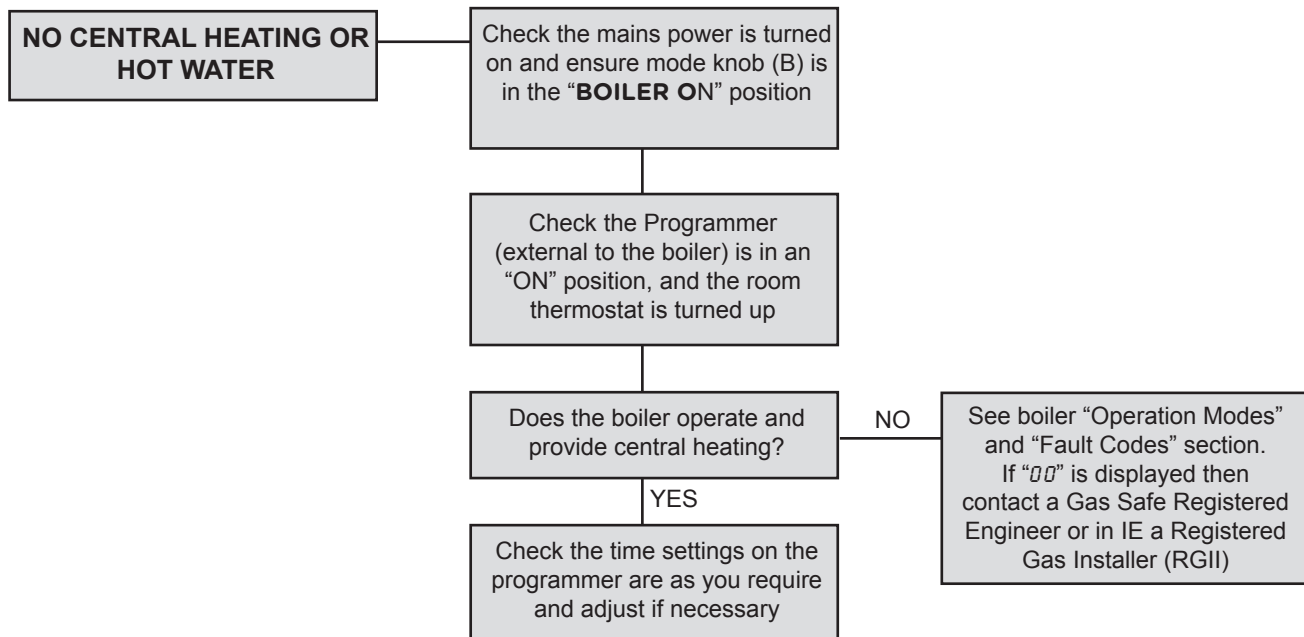 NO CENTRAL HEATING OR
HOT WATER
Check the mains power is turned
on and ensure mode knob (B) is
in the “BOILER ON” position
Check the Programmer
(external to the boiler) is in an
“ON” position, and the room
thermostat is turned up
Does the boiler operate and
provide central heating?
NO
See boiler “Operation Modes”
and “Fault Codes” section.
If “00” is displayed then
contact a Gas Safe Registered
Engineer or in IE a Registered
Gas Installer (RGII)
YES
Check the time settings on the
programmer are as you require
and adjust if necessary